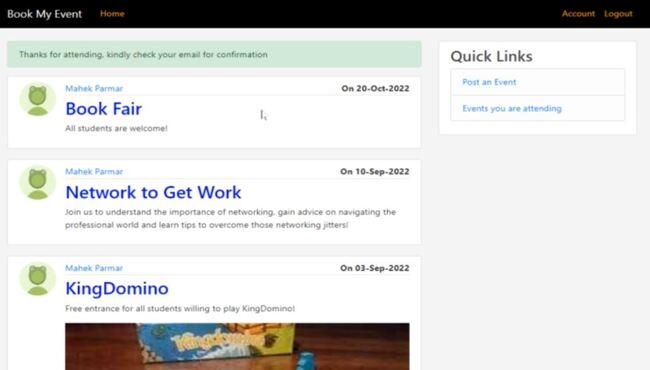 Book My Event Home Account Logout
Thanks for attending, kindly check your email for confirmation
Mahek Parmar On 20-Oct-2022
Book Fair
All students are welcome!
Mahek Parmar On 10-Sep-2022
Network to Get Work
Join us to understand the importance of networking, gain advice on navigating the
professional world and learn tips to overcome those networking jitters!
Mahek Parmar On 03-Sep-2022
KingDomino
Free entrance for all students willing to play KingDomino!
Kingdomino
Quick Links
Post an Event
Events you are attending